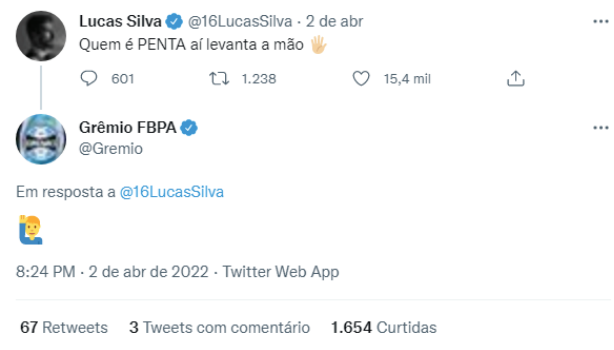 Lucas Silva @16LucasSilva · 2 de abr
Quem é PENTA aí levanta a mão 🖐🏻
601 1.238 15,4 mil
Grêmio FBPA
@Gremio
Em resposta a @16LucasSilva
🙋‍♂️
8:24 PM · 2 de abr de 2022 · Twitter Web App
67 Retweets 3 Tweets com comentário 1.654 Curtidas